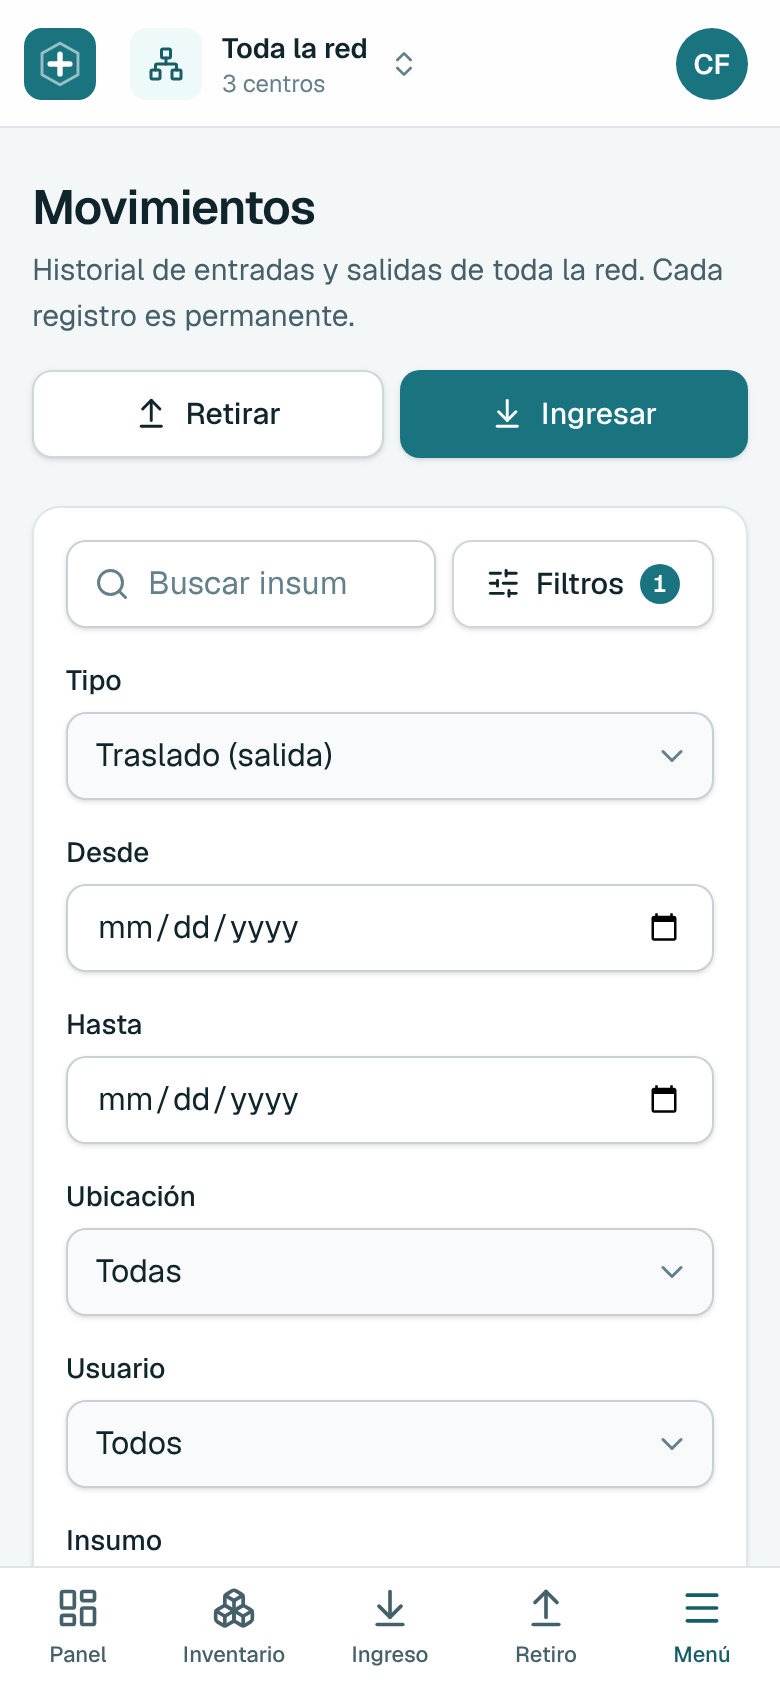 Toda la red
3 centros
CF
Movimientos
Historial de entradas y salidas de toda la red. Cada
registro es permanente.
Retirar
Ingresar
Buscar insum
Filtros 1
Tipo
Traslado (salida)
Desde
mm/dd/yyyy
Hasta
mm/dd/yyyy
Ubicación
Todas
Usuario
Todos
Insumo
Panel
Inventario
Ingreso
Retiro
Menú